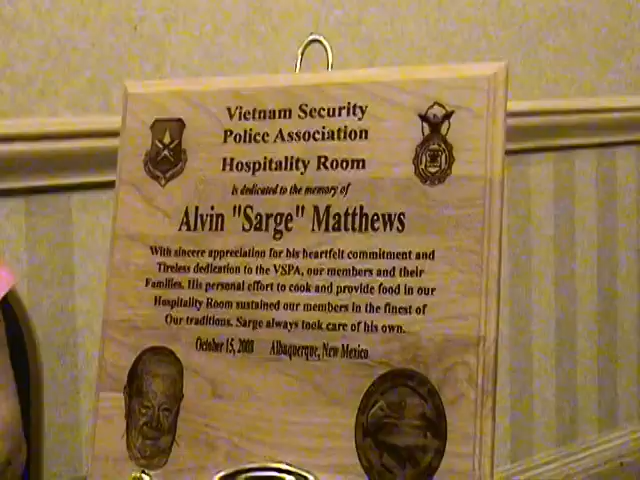 Vietnam Security
Police Association
Hospitality Room
is dedicated to the memory of
Alvin "Sarge" Matthews
With sincere appreciation for his heartfelt commitment and
Tireless dedication to the VSPA, our members and their
Families. His personal effort to cook and provide food in our
Hospitality Room sustained our members in the finest of
Our traditions. Sarge always took care of his own.
October 15, 2008 Albuquerque, New Mexico